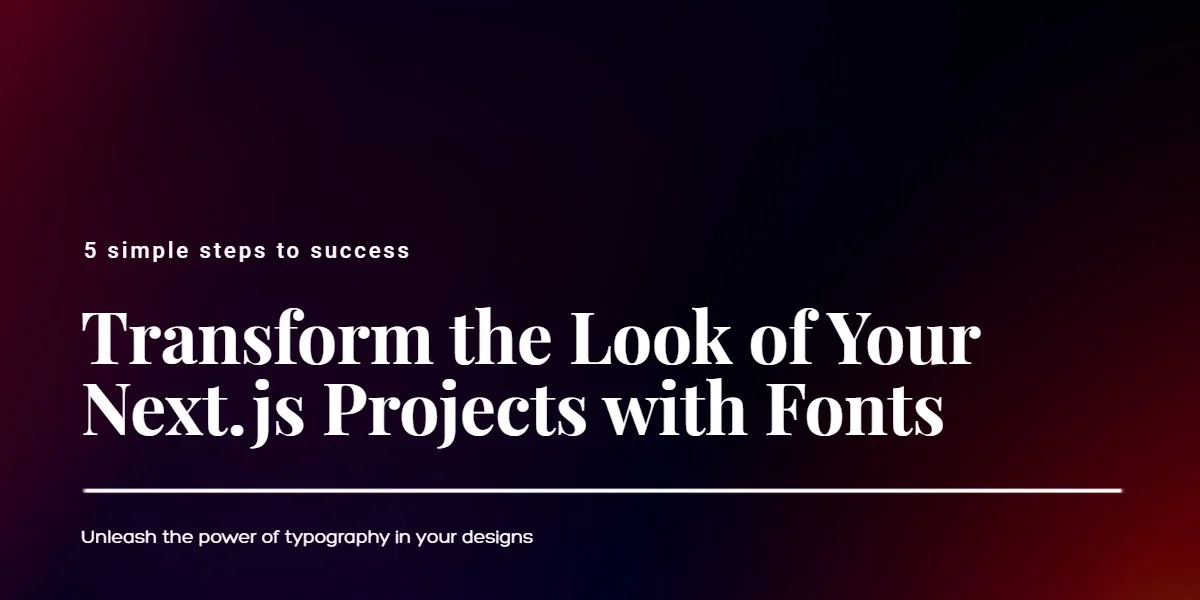 5 simple steps to success
Transform the Look of Your
Next.js Projects with Fonts
Unleash the power of typography in your designs